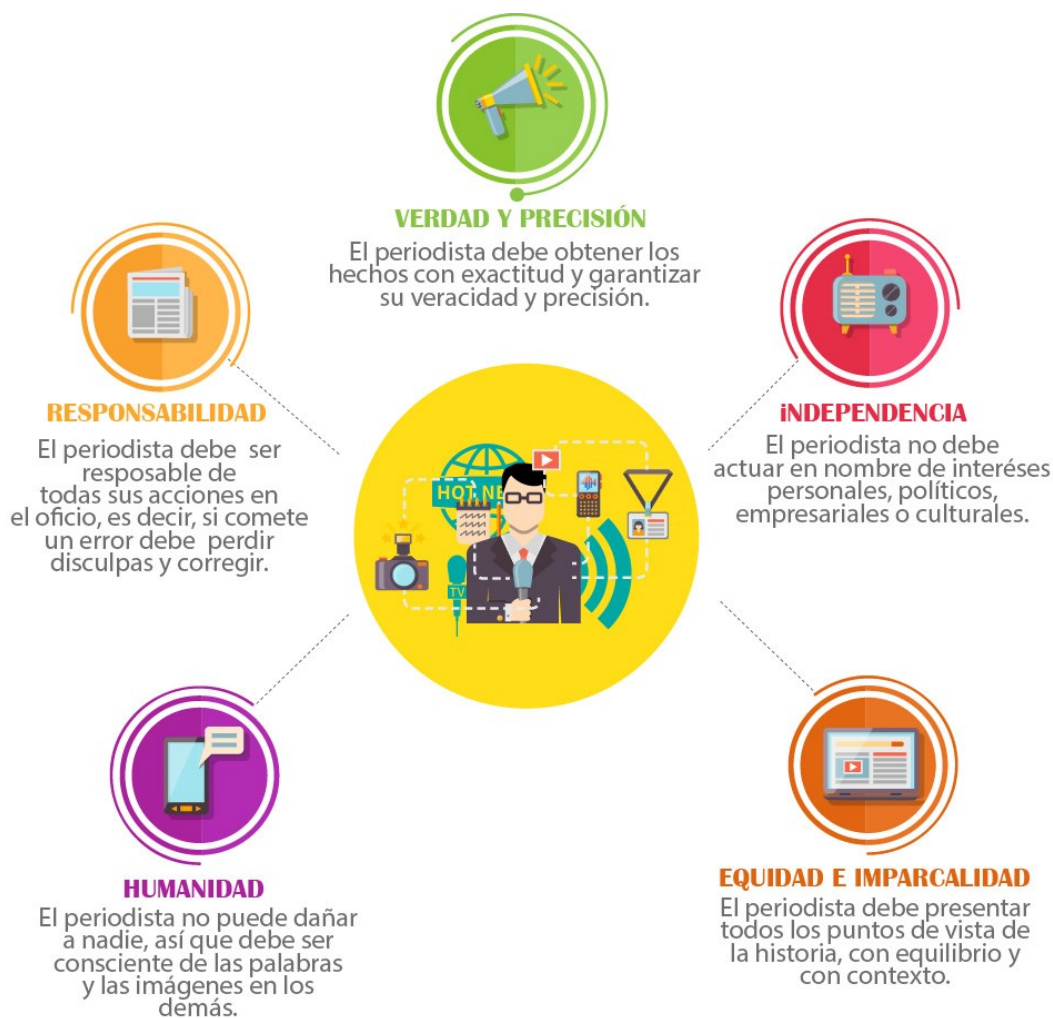 VERDAD Y PRECISIÓN
El periodista debe obtener los
hechos con exactitud y garantizar
su veracidad y precisión.
RESPONSABILIDAD
El periodista debe ser
resposable de
todas sus acciones en
el oficio, es decir, si comete
un error debe perdir
disculpas y corregir.
iNDEPENDENCIA
El periodista no debe
actuar en nombre de interéses
personales, políticos,
empresariales o culturales.
HOT NE
TV
HUMANIDAD
El periodista no puede dañar
a nadie, así que debe ser
consciente de las palabras
y las imágenes en los
demás.
EQUIDAD E IMPARCALIDAD
El periodista debe presentar
todos los puntos de vista de
la historia, con equilibrio y
con contexto.